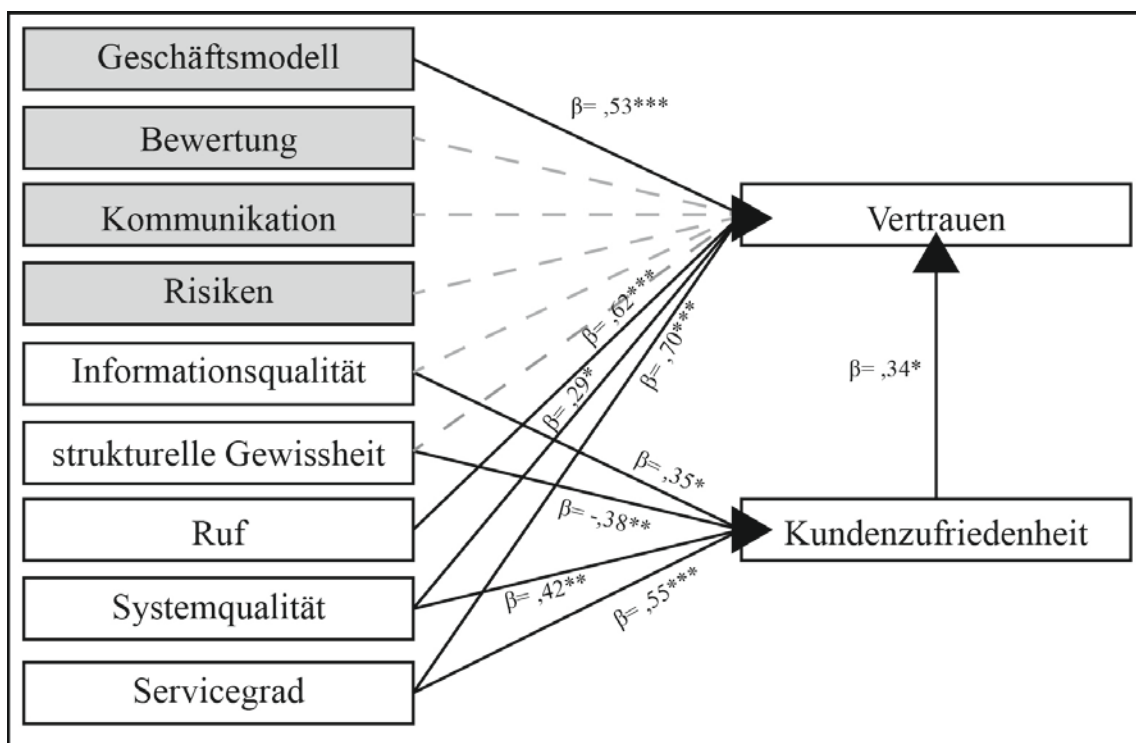 Geschäftsmodell
Bewertung
Kommunikation
Risiken
Informationsqualität
strukturelle Gewissheit
Ruf
Systemqualität
Servicegrad
β= ,53***
β= ,62***
β= ,29*
β= ,70***
β= ,35*
β= -,38**
β= ,42**
β= ,55***
Vertrauen
β= ,34*
Kundenzufriedenheit